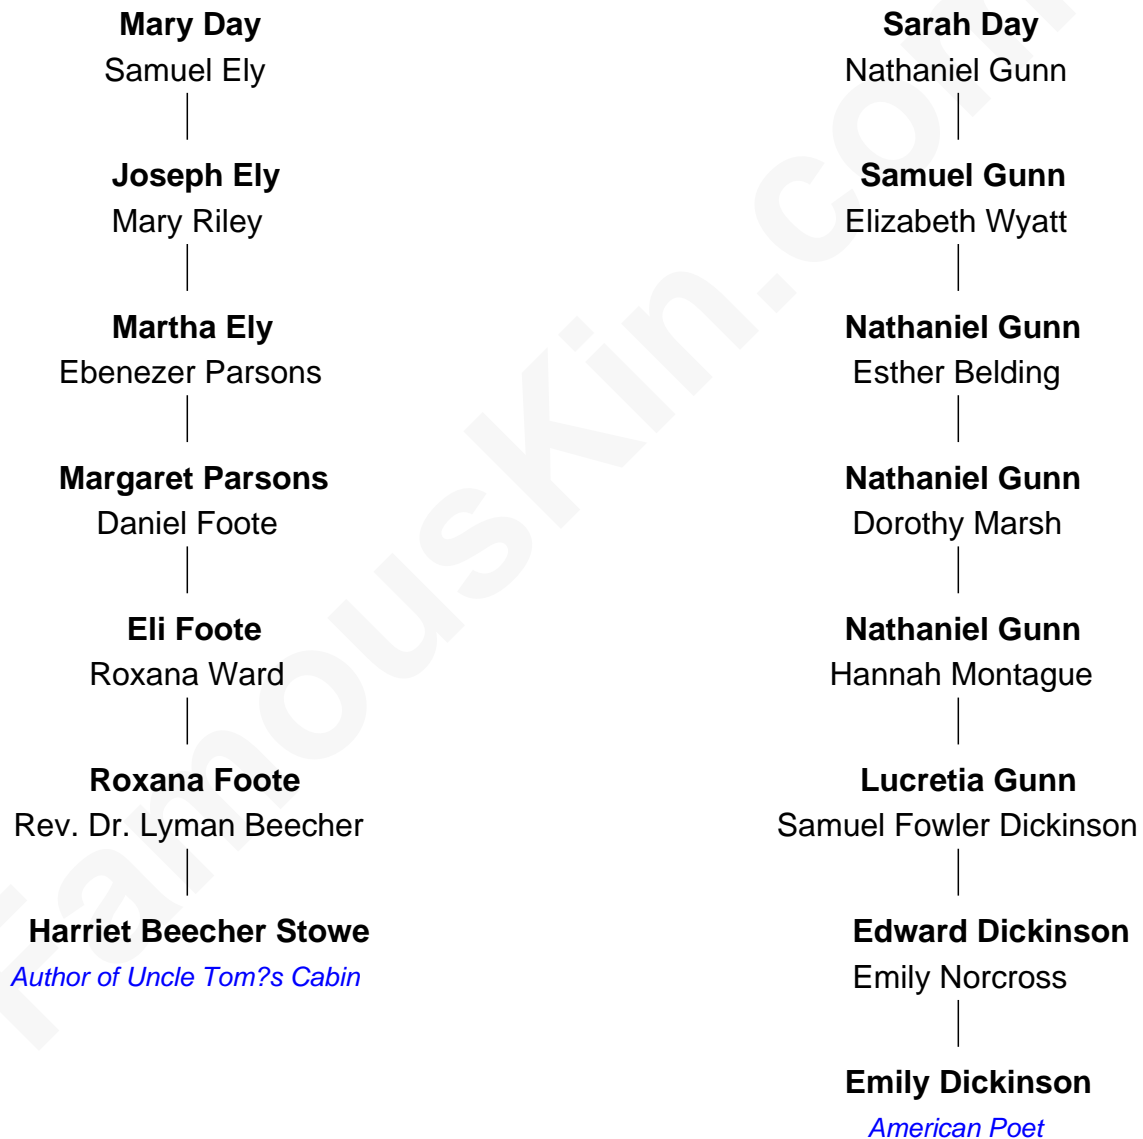 Mary Day
Samuel Ely
Joseph Ely
Mary Riley
Martha Ely
Ebenezer Parsons
Margaret Parsons
Daniel Foote
Eli Foote
Roxana Ward
Roxana Foote
Rev. Dr. Lyman Beecher
Harriet Beecher Stowe
Author of Uncle Tom?s Cabin
Sarah Day
Nathaniel Gunn
Samuel Gunn
Elizabeth Wyatt
Nathaniel Gunn
Esther Belding
Nathaniel Gunn
Dorothy Marsh
Nathaniel Gunn
Hannah Montague
Lucretia Gunn
Samuel Fowler Dickinson
Edward Dickinson
Emily Norcross
Emily Dickinson
American Poet
FamousKin.com